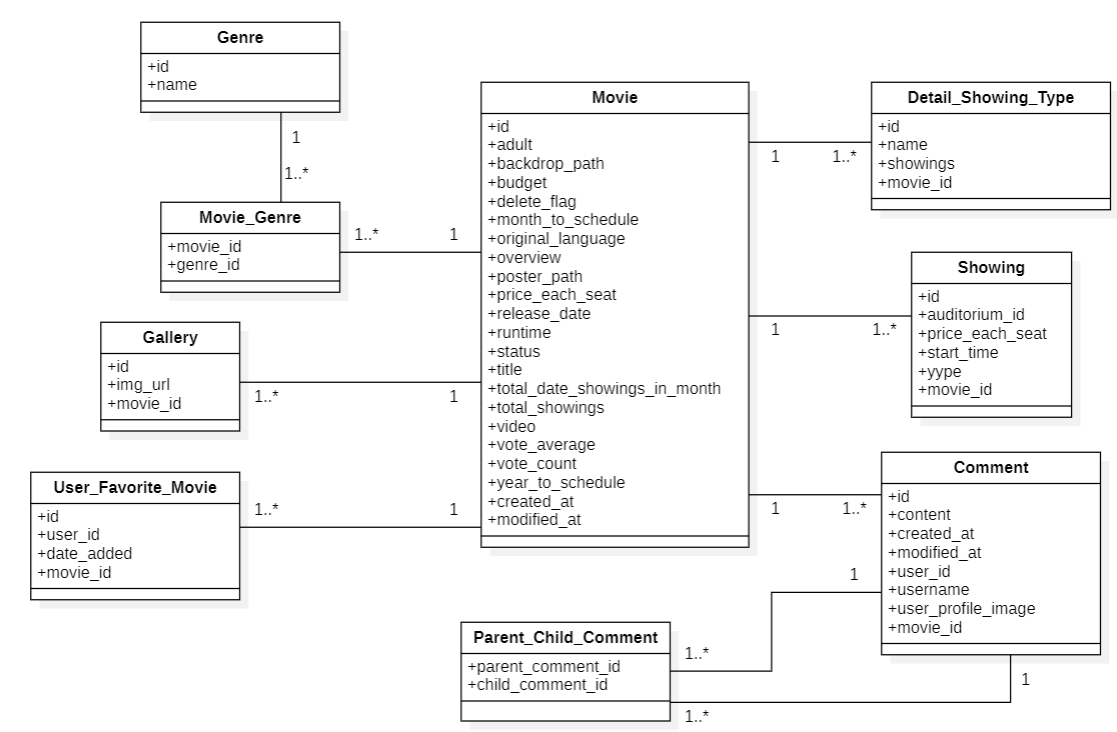 Genre
+id
+name
1
1..*
Movie_Genre
+movie_id
+genre_id
1..*
1
Gallery
+id
+img_url
+movie_id
1..*
1
User_Favorite_Movie
+id
+user_id
+date_added
+movie_id
1..*
1
Movie
+id
+adult
+backdrop_path
+budget
+delete_flag
+month_to_schedule
+original_language
+overview
+poster_path
+price_each_seat
+release_date
+runtime
+status
+title
+total_date_showings_in_month
+total_showings
+video
+vote_average
+vote_count
+year_to_schedule
+created_at
+modified_at
1
1..*
Detail_Showing_Type
+id
+name
+showings
+movie_id
1
1..*
Showing
+id
+auditorium_id
+price_each_seat
+start_time
+yype
+movie_id
1
1..*
Comment
+id
+content
+created_at
+modified_at
+user_id
+username
+user_profile_image
+movie_id
1
1..*
Parent_Child_Comment
+parent_comment_id
+child_comment_id
1
1..*